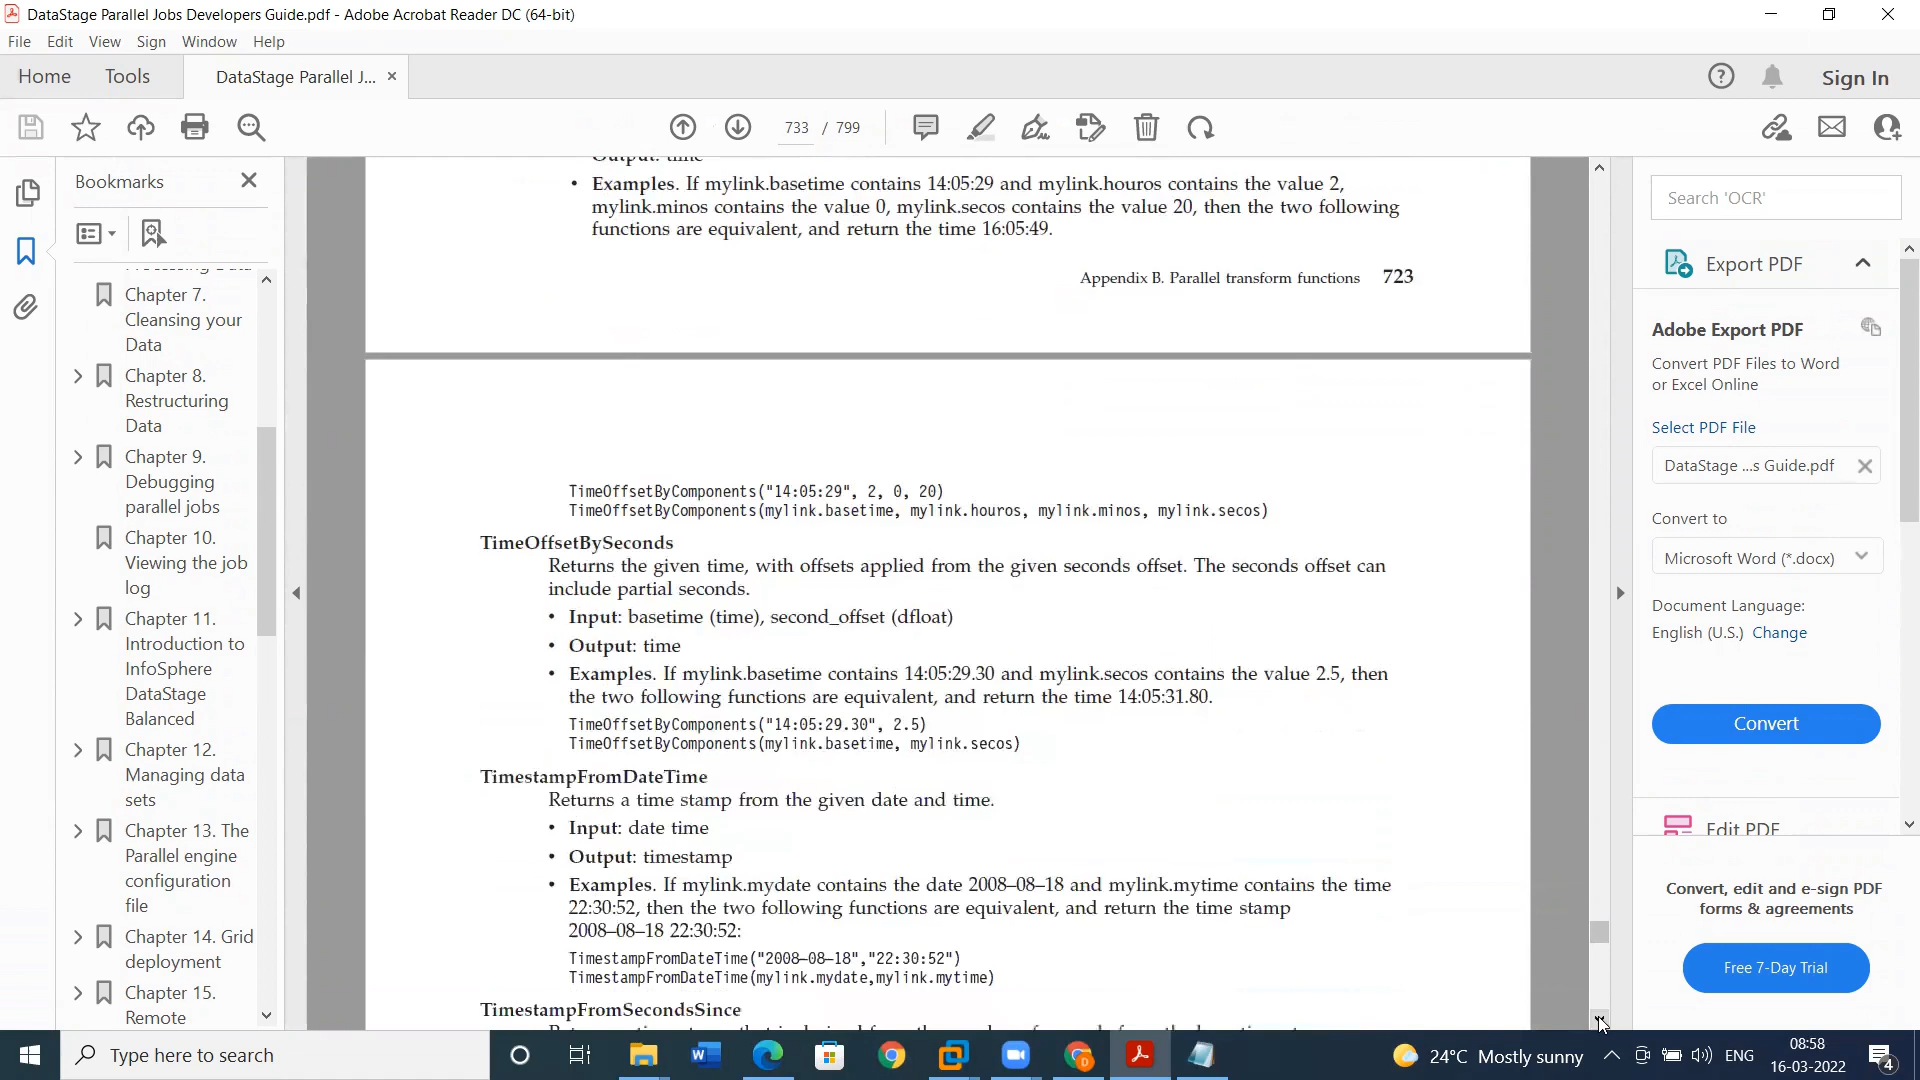 DataStage Parallel Jobs Developers Guide.pdf - Adobe Acrobat Reader DC (64-bit)
File Edit View Sign Window Help
Home Tools DataStage Parallel J... × Sign In
733 / 799
Bookmarks
Processing Data
Chapter 7.
Cleansing your
Data
Chapter 8.
Restructuring
Data
Chapter 9.
Debugging
parallel jobs
Chapter 10.
Viewing the job
log
Chapter 11.
Introduction to
InfoSphere
DataStage
Balanced
Chapter 12.
Managing data
sets
Chapter 13. The
Parallel engine
configuration
file
Chapter 14. Grid
deployment
Chapter 15.
Remote
Output: time
• Examples. If mylink.basetime contains 14:05:29 and mylink.houros contains the value 2,
mylink.minos contains the value 0, mylink.secos contains the value 20, then the two following
functions are equivalent, and return the time 16:05:49.
Appendix B. Parallel transform functions 723
TimeOffsetByComponents("14:05:29", 2, 0, 20)
TimeOffsetByComponents(mylink.basetime, mylink.houros, mylink.minos, mylink.secos)
TimeOffsetBySeconds
Returns the given time, with offsets applied from the given seconds offset. The seconds offset can
include partial seconds.
• Input: basetime (time), second_offset (dfloat)
• Output: time
• Examples. If mylink.basetime contains 14:05:29.30 and mylink.secos contains the value 2.5, then
the two following functions are equivalent, and return the time 14:05:31.80.
TimeOffsetByComponents("14:05:29.30", 2.5)
TimeOffsetByComponents(mylink.basetime, mylink.secos)
TimestampFromDateTime
Returns a time stamp from the given date and time.
• Input: date time
• Output: timestamp
• Examples. If mylink.mydate contains the date 2008–08–18 and mylink.mytime contains the time
22:30:52, then the two following functions are equivalent, and return the time stamp
2008–08–18 22:30:52:
TimestampFromDateTime("2008–08–18","22:30:52")
TimestampFromDateTime(mylink.mydate,mylink.mytime)
TimestampFromSecondsSince
Search 'OCR'
Export PDF
Adobe Export PDF
Convert PDF Files to Word
or Excel Online
Select PDF File
DataStage ...s Guide.pdf
Convert to
Microsoft Word (*.docx)
Document Language:
English (U.S.) Change
Convert
Edit PDF
Convert, edit and e-sign PDF
forms & agreements
Free 7-Day Trial
Type here to search
24°C Mostly sunny
ENG
08:58
16-03-2022
4